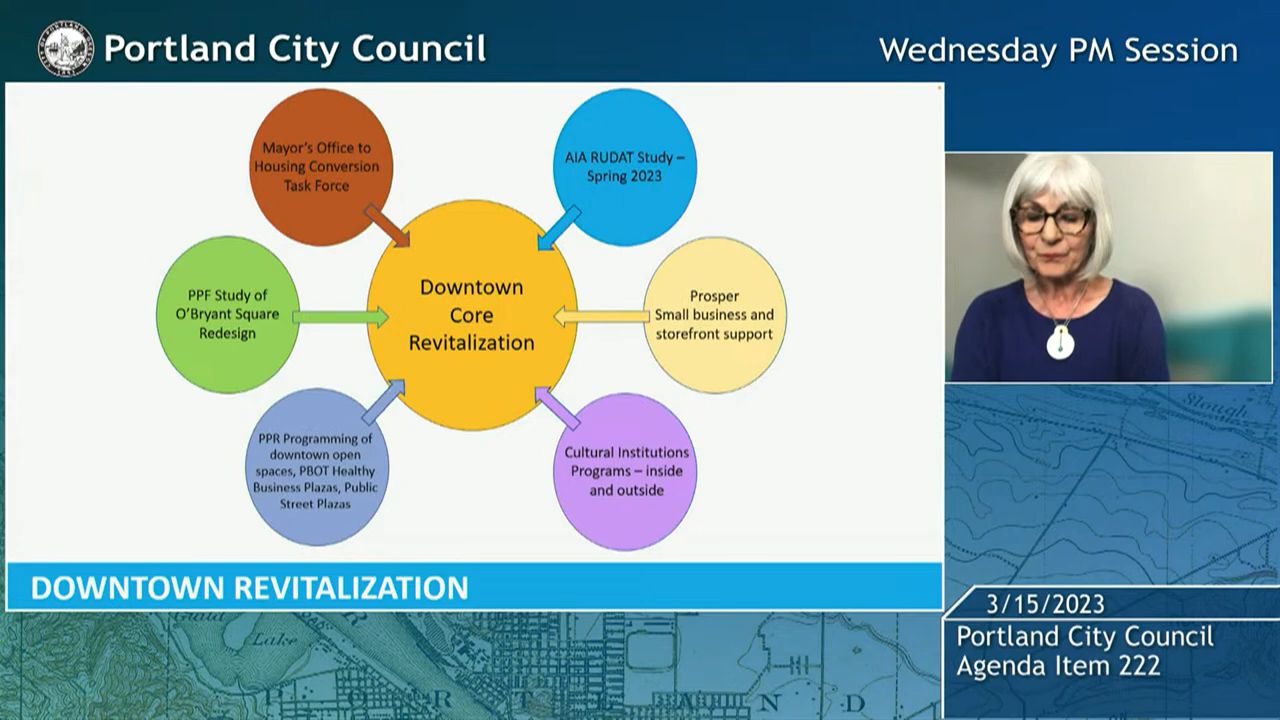 Portland City Council
Wednesday PM Session
Mayor's Office to
Housing Conversion
Task Force
AIA RUDAT Study –
Spring 2023
PPF Study of
O'Bryant Square
Redesign
Downtown
Core
Revitalization
Prosper
Small business and
storefront support
PPR Programming of
downtown open
spaces, PBOT Healthy
Business Plazas, Public
Street Plazas
Cultural Institutions
Programs – inside
and outside
DOWNTOWN REVITALIZATION
3/15/2023
Portland City Council
Agenda Item 222
Slough
Guild
Lake
R T L A N D